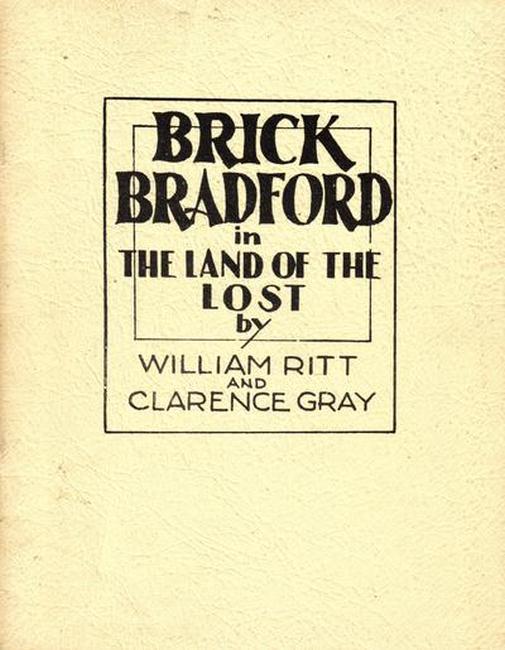 BRICK
BRADFORD
in
THE LAND OF THE
LOST
by
WILLIAM RITT
AND
CLARENCE GRAY